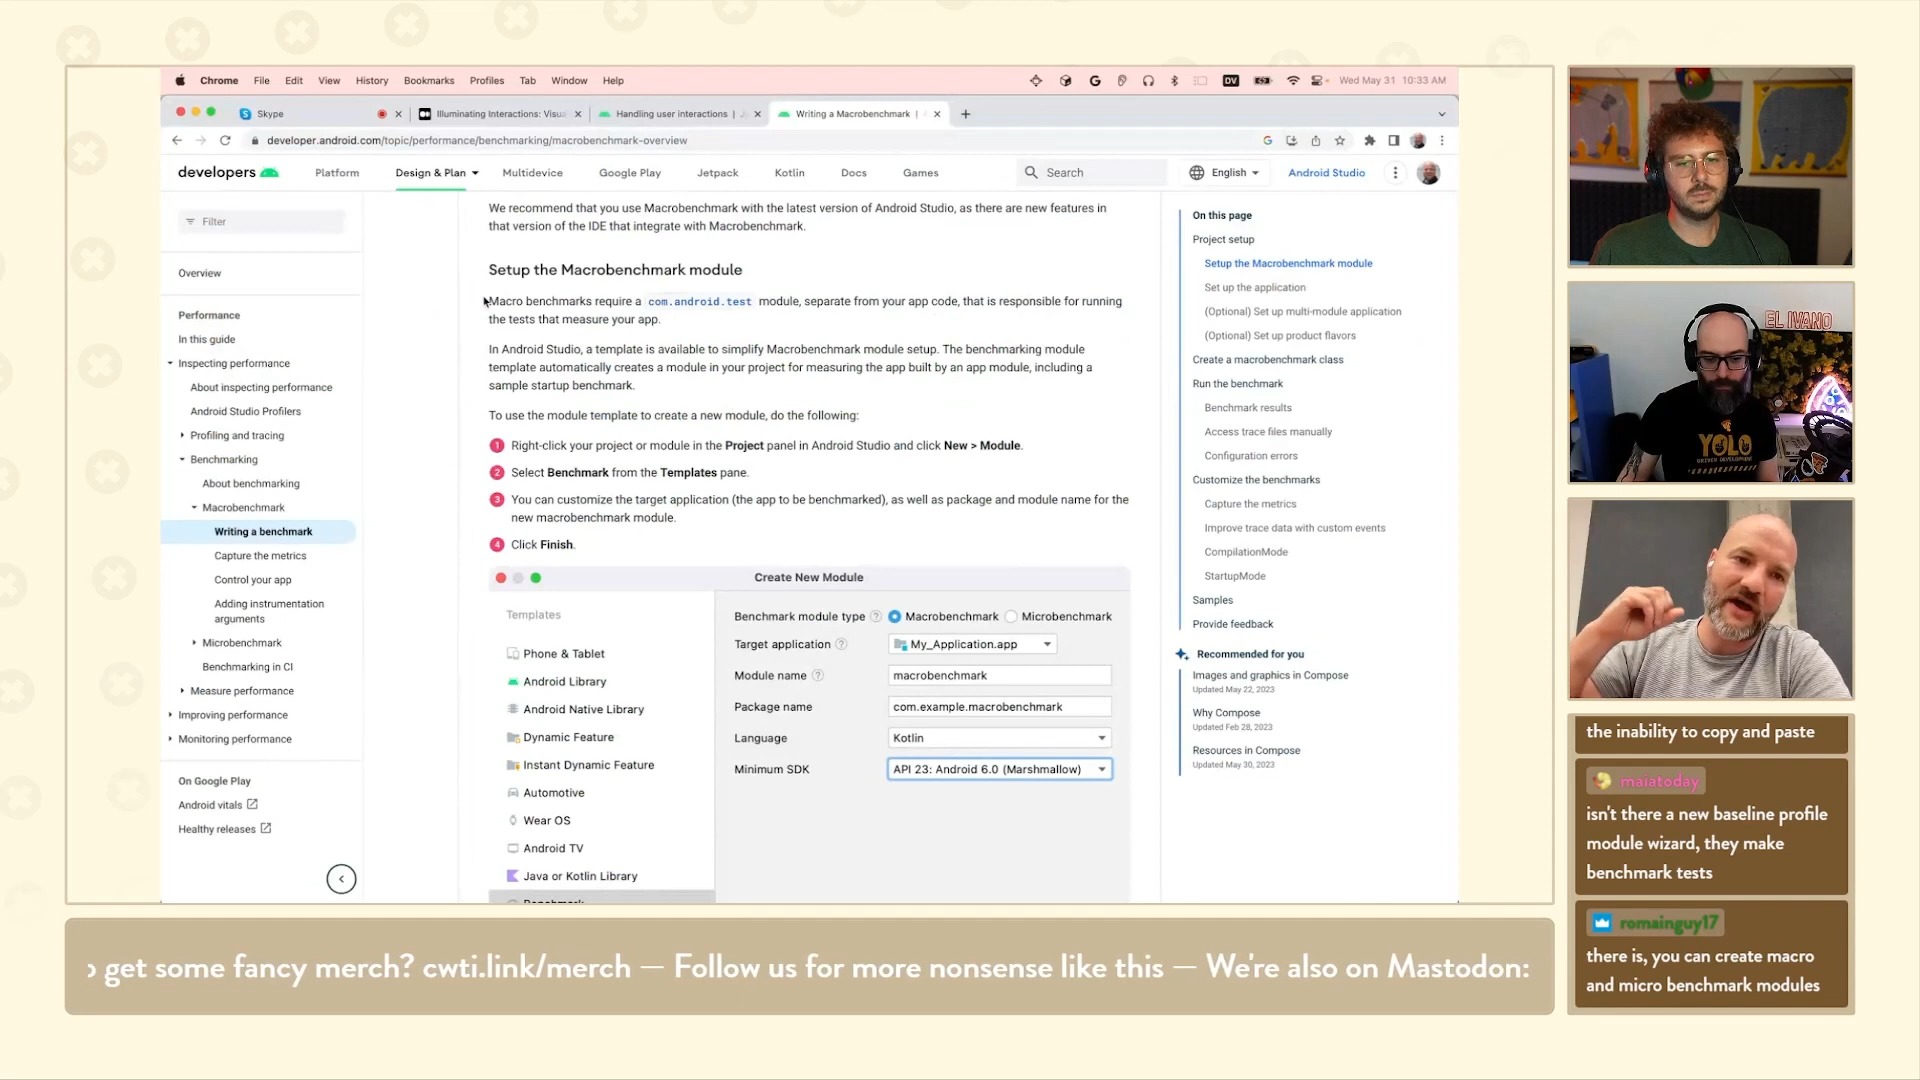 Chrome File Edit View History Bookmarks Profiles Tab Window Help
DV
Wed May 31 10:33 AM
Skype
Illuminating Interactions: Visua
Handling user interactions |
Writing a Macrobenchmark |
developer.android.com/topic/performance/benchmarking/macrobenchmark-overview
developers
Platform
Design & Plan
Multidevice
Google Play
Jetpack
Kotlin
Docs
Games
Search
English
Android Studio
Filter
Overview
Performance
In this guide
Inspecting performance
About inspecting performance
Android Studio Profilers
Profiling and tracing
Benchmarking
About benchmarking
Macrobenchmark
Writing a benchmark
Capture the metrics
Control your app
Adding instrumentation
arguments
Microbenchmark
Benchmarking in CI
Measure performance
Improving performance
Monitoring performance
On Google Play
Android vitals
Healthy releases
We recommend that you use Macrobenchmark with the latest version of Android Studio, as there are new features in
that version of the IDE that integrate with Macrobenchmark.
Setup the Macrobenchmark module
Macro benchmarks require a com.android.test module, separate from your app code, that is responsible for running
the tests that measure your app.
In Android Studio, a template is available to simplify Macrobenchmark module setup. The benchmarking module
template automatically creates a module in your project for measuring the app built by an app module, including a
sample startup benchmark.
To use the module template to create a new module, do the following:
1 Right-click your project or module in the Project panel in Android Studio and click New > Module.
2 Select Benchmark from the Templates pane.
3 You can customize the target application (the app to be benchmarked), as well as package and module name for the
new macrobenchmark module.
4 Click Finish.
Create New Module
Templates
Phone & Tablet
Android Library
Android Native Library
Dynamic Feature
Instant Dynamic Feature
Automotive
Wear OS
Android TV
Java or Kotlin Library
Benchmark
Benchmark module type ? Macrobenchmark Microbenchmark
Target application ? My_Application.app
Module name ? macrobenchmark
Package name com.example.macrobenchmark
Language Kotlin
Minimum SDK API 23: Android 6.0 (Marshmallow)
On this page
Project setup
Setup the Macrobenchmark module
Set up the application
(Optional) Set up multi-module application
(Optional) Set up product flavors
Create a macrobenchmark class
Run the benchmark
Benchmark results
Access trace files manually
Configuration errors
Customize the benchmarks
Capture the metrics
Improve trace data with custom events
CompilationMode
StartupMode
Samples
Provide feedback
Recommended for you
Images and graphics in Compose
Updated May 22, 2023
Why Compose
Updated Feb 28, 2023
Resources in Compose
Updated May 30, 2023
EL IVANO
YOLO
the inability to copy and paste
maiatoday
isn't there a new baseline profile
module wizard, they make
benchmark tests
romainguy17
there is, you can create macro
and micro benchmark modules
get some fancy merch? cwti.link/merch — Follow us for more nonsense like this — We're also on Mastodon: